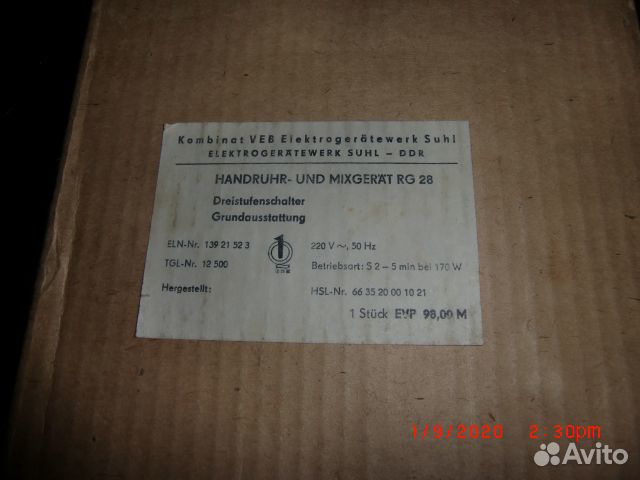 Kombinat VEB Elektrogerätewerk Suhl
ELEKTROGERÄTEWERK SUHL – DDR
HANDRUHR- UND MIXGERÄT RG 28
Dreistufenschalter
Grundausstattung
ELN-Nr. 139 21 52 3
220 V ~, 50 Hz
TGL-Nr. 12 500
Betriebsart: S 2 – 5 min bei 170 W
Hergestellt:
HSL-Nr. 66 35 20 00 10 21
1 Stück EVP 98,00 M
1/9/2020 2:30pm
Avito